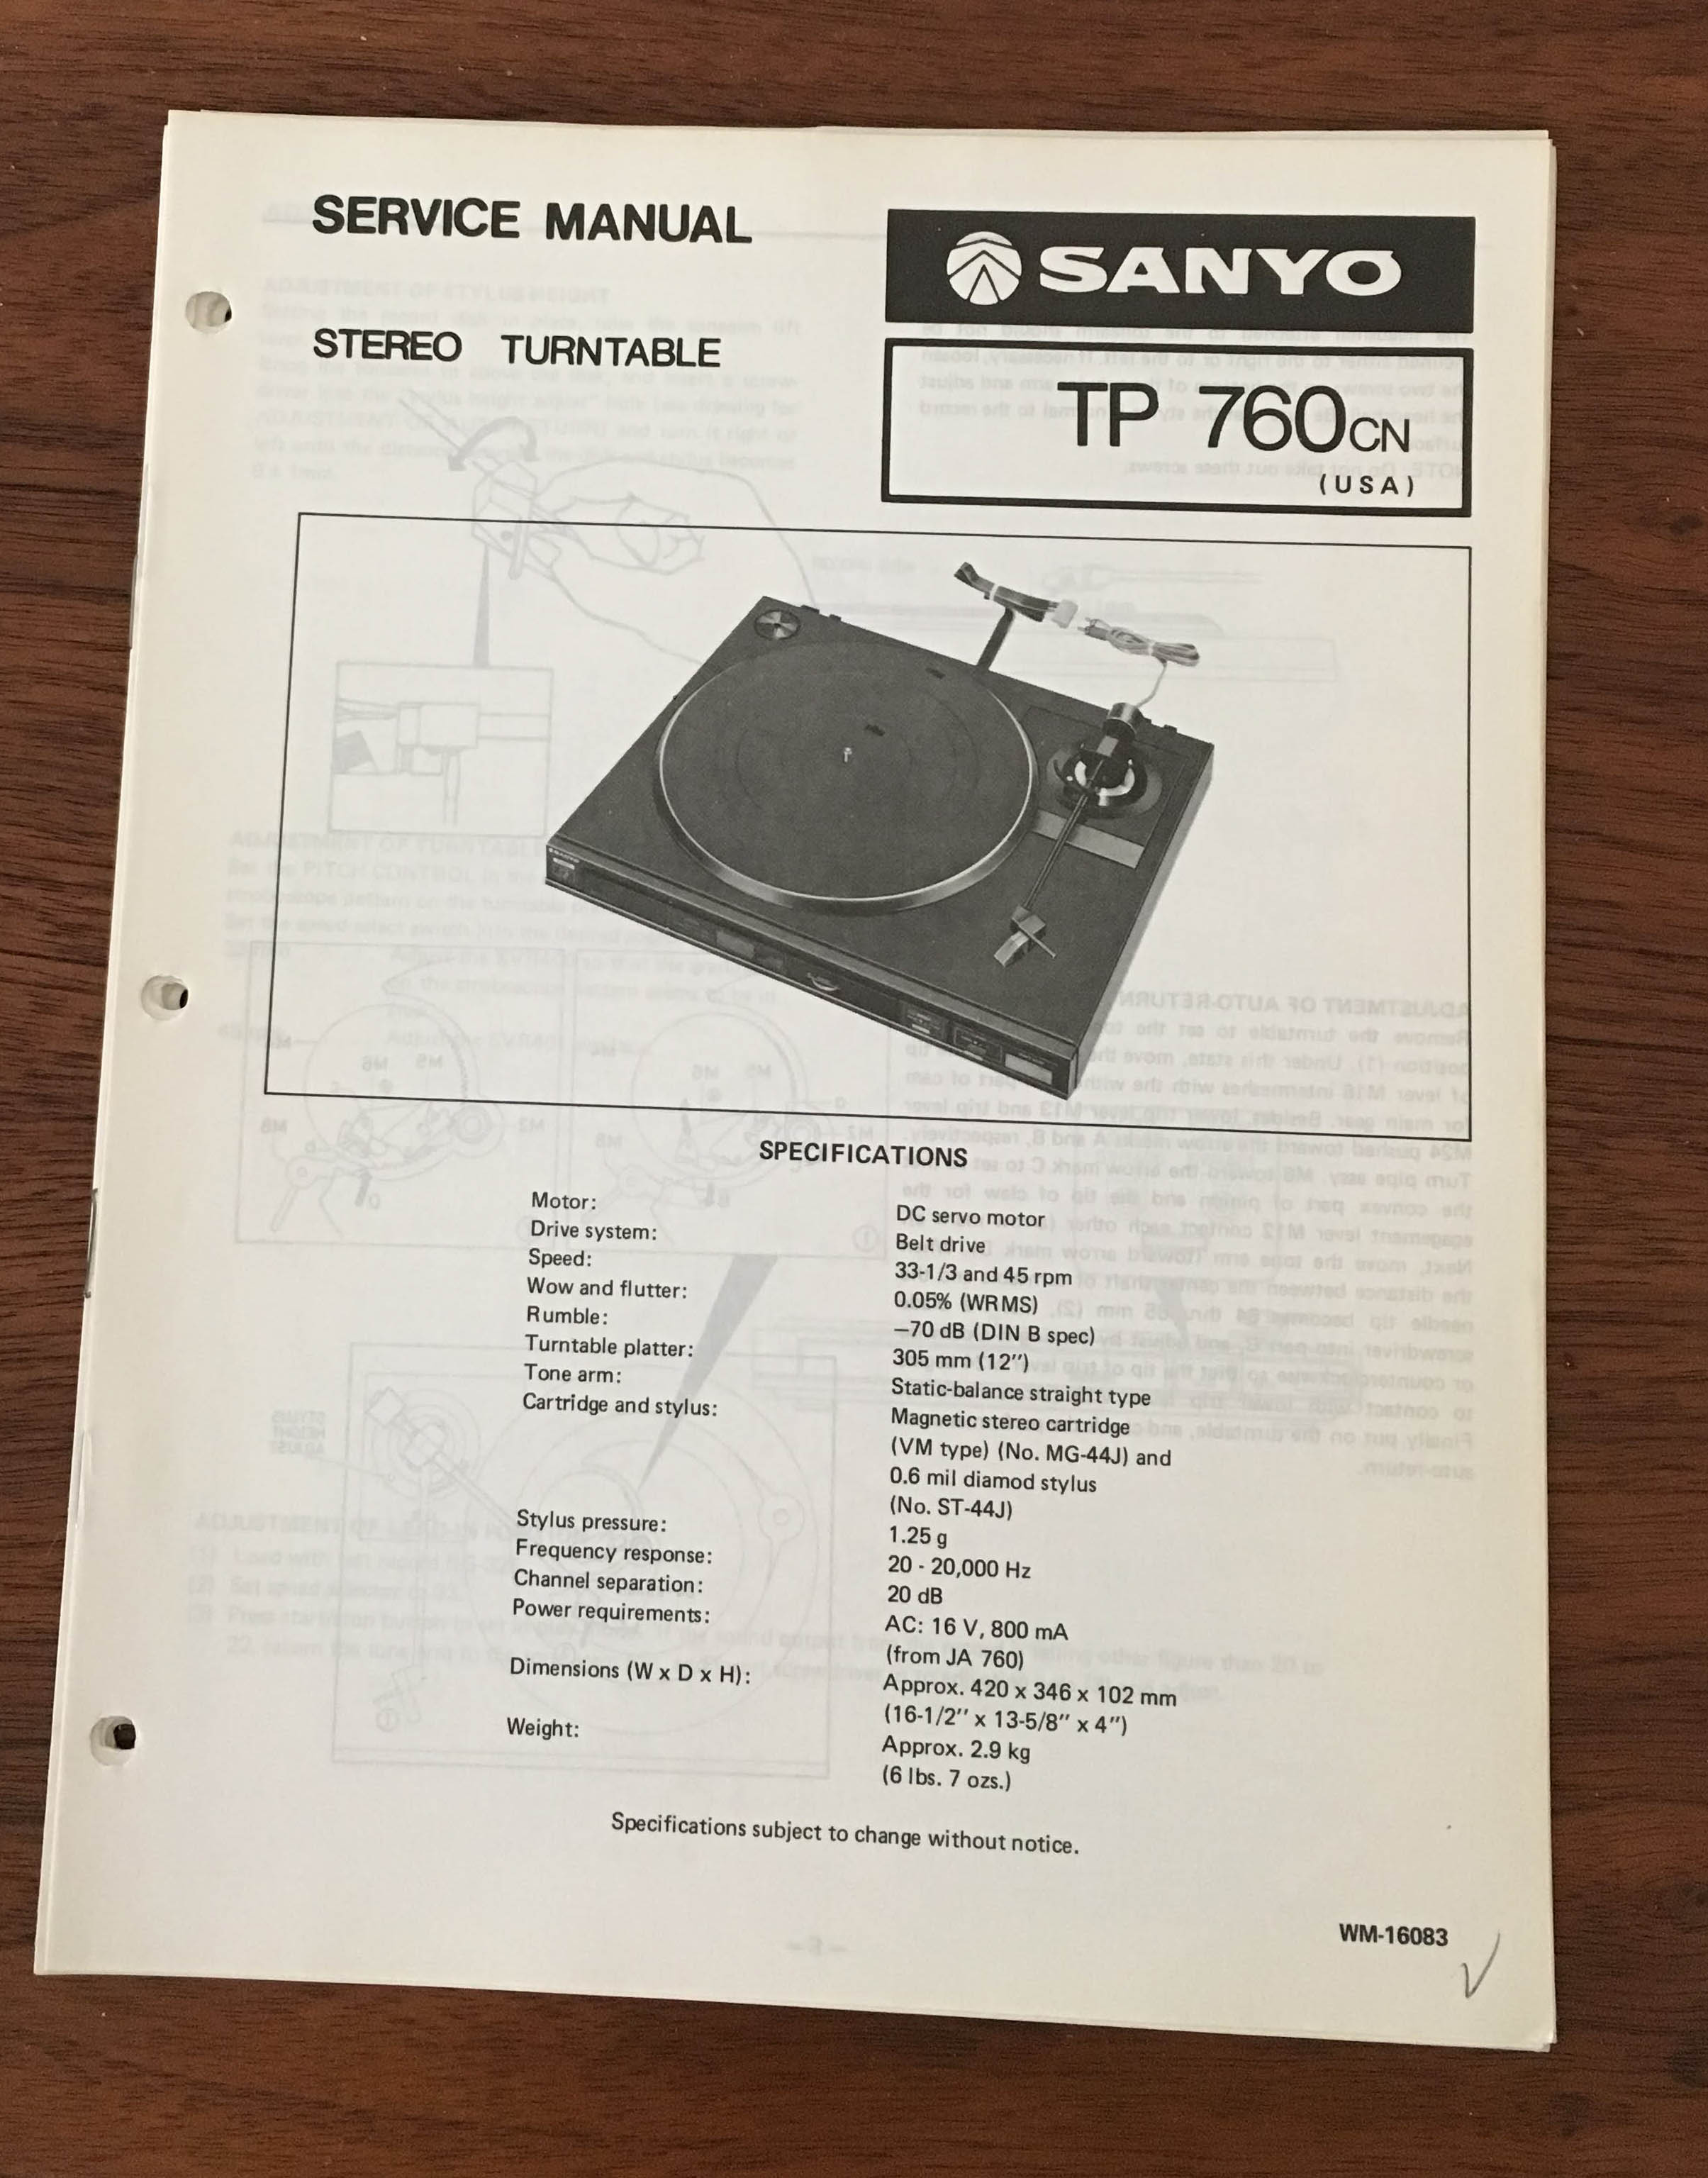 SERVICE MANUAL
SANYO
STEREO TURNTABLE
TP 760CN
(USA)
SPECIFICATIONS
Motor: DC servo motor
Drive system: Belt drive
Speed: 33-1/3 and 45 rpm
Wow and flutter: 0.05% (WRMS)
Rumble: –70 dB (DIN B spec)
Turntable platter: 305 mm (12")
Tone arm: Static-balance straight type
Cartridge and stylus: Magnetic stereo cartridge
(VM type) (No. MG-44J) and
0.6 mil diamod stylus
(No. ST-44J)
Stylus pressure: 1.25 g
Frequency response: 20 - 20,000 Hz
Channel separation: 20 dB
Power requirements: AC: 16 V, 800 mA
(from JA 760)
Dimensions (W x D x H): Approx. 420 x 346 x 102 mm
(16-1/2" x 13-5/8" x 4")
Weight: Approx. 2.9 kg
(6 lbs. 7 ozs.)
Specifications subject to change without notice.
WM-16083